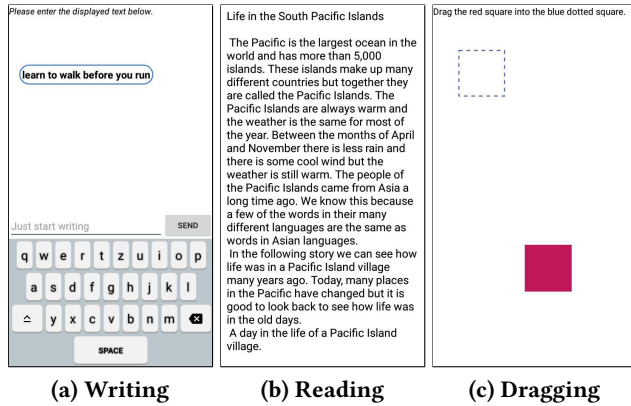 Please enter the displayed text below.
learn to walk before you run
Just start writing
SEND
q w e r t z u i o p
a s d f g h j k l
y x c v b n m
SPACE
(a) Writing
Life in the South Pacific Islands
The Pacific is the largest ocean in the
world and has more than 5,000
islands. These islands make up many
different countries but together they
are called the Pacific Islands. The
Pacific Islands are always warm and
the weather is the same for most of
the year. Between the months of April
and November there is less rain and
there is some cool wind but the
weather is still warm. The people of
the Pacific Islands came from Asia a
long time ago. We know this because
a few of the words in their many
different languages are the same as
words in Asian languages.
In the following story we can see how
life was in a Pacific Island village
many years ago. Today, many places
in the Pacific have changed but it is
good to look back to see how life was
in the old days.
A day in the life of a Pacific Island
village.
(b) Reading
Drag the red square into the blue dotted square.
(c) Dragging